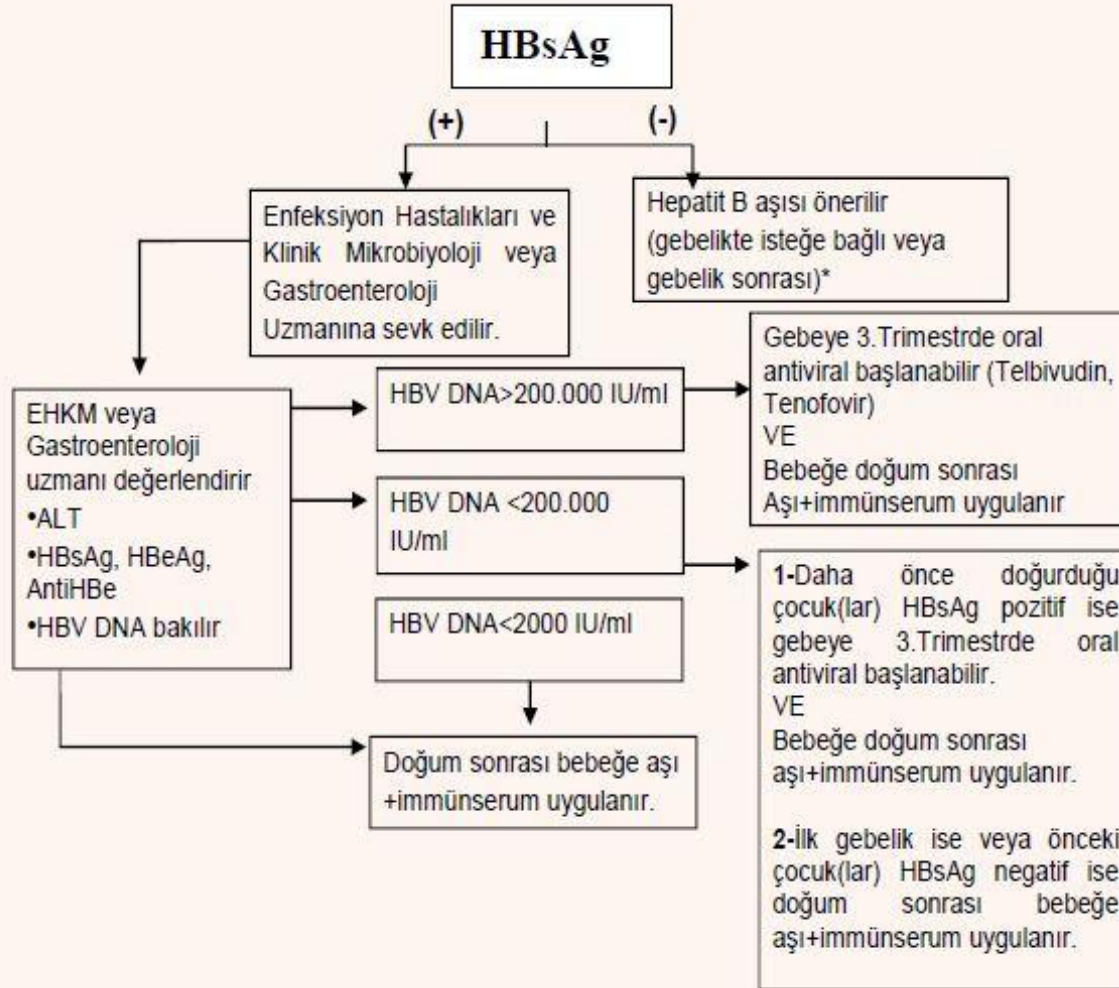 HBsAg
(+)
(-)
Enfeksiyon Hastalıkları ve
Klinik Mikrobiyoloji veya
Gastroenteroloji
Uzmanına sevk edilir.
Hepatit B aşısı önerilir
(gebelikte isteğe bağlı veya
gebelik sonrası)*
EHKM veya
Gastroenteroloji
uzmanı değerlendirir
•ALT
•HBsAg, HBeAg,
AntiHBe
•HBV DNA bakılır
HBV DNA>200.000 IU/ml
HBV DNA <200.000
IU/ml
HBV DNA<2000 IU/ml
Doğum sonrası bebeğe aşı
+immünserum uygulanır.
Gebeye 3.Trimestrde oral
antiviral başlanabilir (Telbivudin,
Tenofovir)
VE
Bebeğe doğum sonrası
Aşı+immünserum uygulanır
1-Daha önce doğurduğu
çocuk(lar) HBsAg pozitif ise
gebeye 3.Trimestrde oral
antiviral başlanabilir.
VE
Bebeğe doğum sonrası
aşı+immünserum uygulanır.
2-İlk gebelik ise veya önceki
çocuk(lar) HBsAg negatif ise
doğum sonrası bebeğe
aşı+immünserum uygulanır.